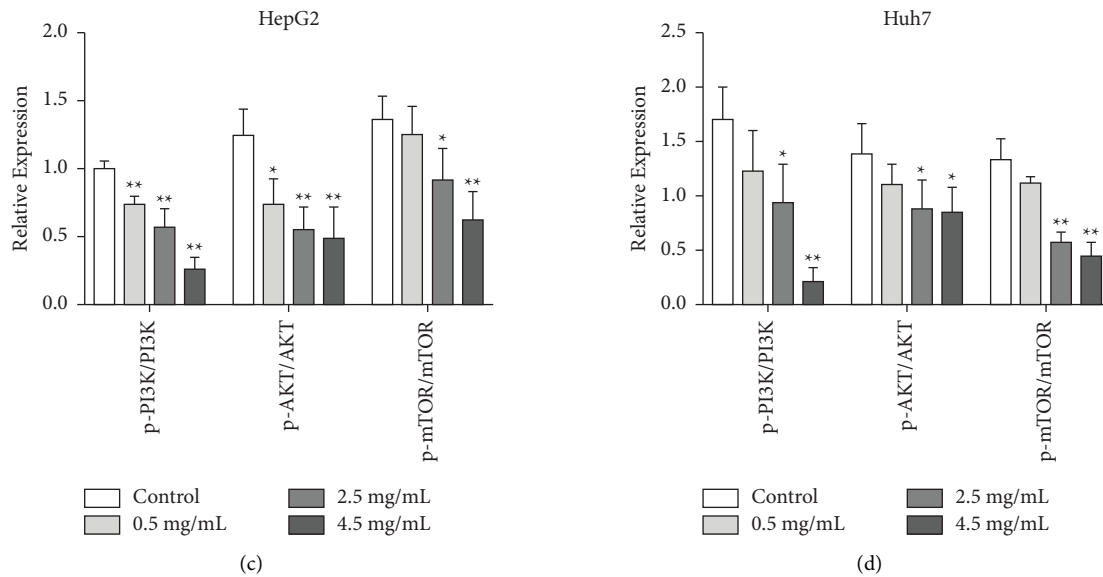 HepG2
2.0
1.5
1.0
0.5
0.0
Relative Expression
** ** **
* ** **
* **
p-PI3K/PI3K
p-AKT/AKT
p-mTOR/mTOR
Control
0.5 mg/mL
2.5 mg/mL
4.5 mg/mL
(c)
Huh7
2.5
2.0
1.5
1.0
0.5
0.0
Relative Expression
* **
* *
** **
p-PI3K/PI3K
p-AKT/AKT
p-mTOR/mTOR
Control
0.5 mg/mL
2.5 mg/mL
4.5 mg/mL
(d)